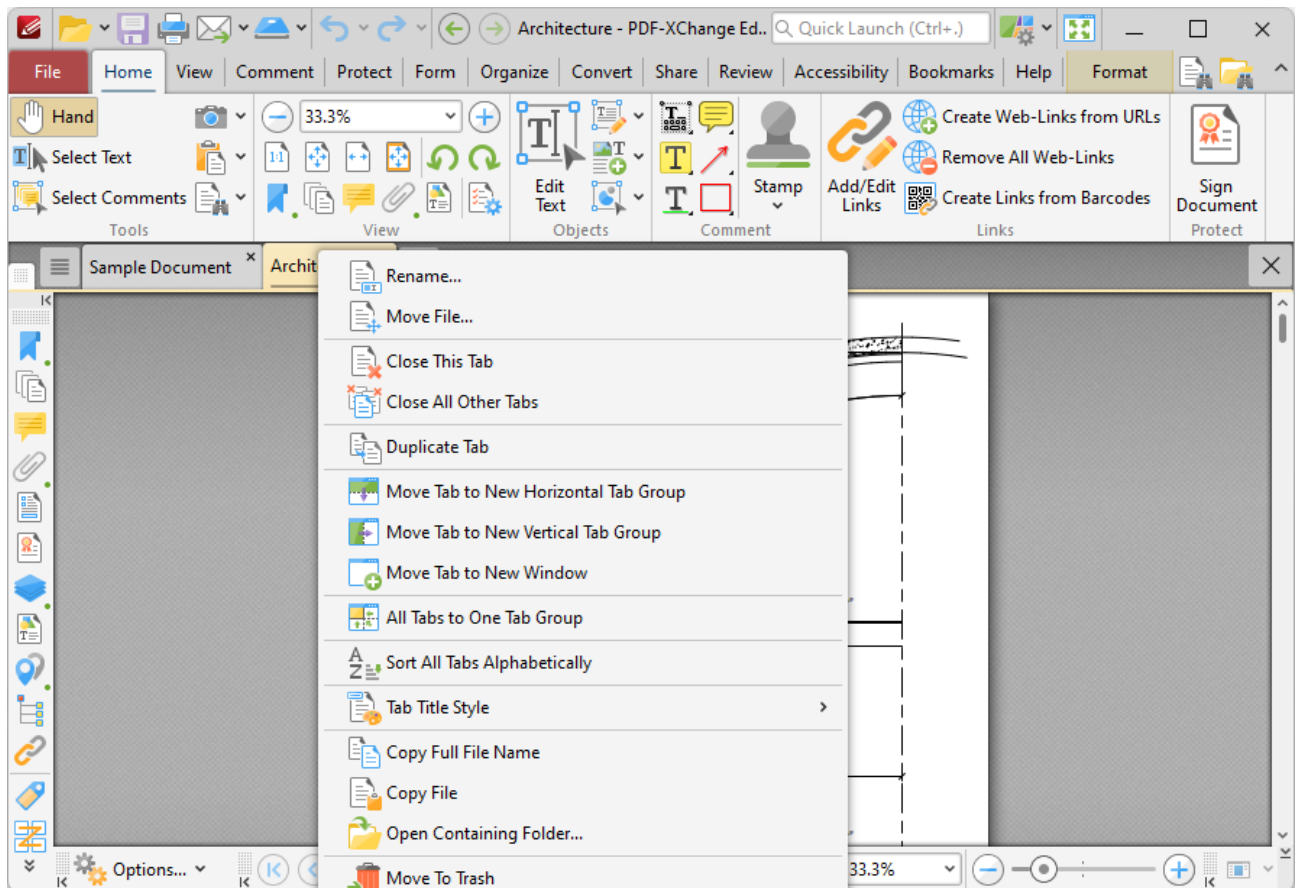 Architecture - PDF-XChange Ed.. Quick Launch (Ctrl+.)
File Home View Comment Protect Form Organize Convert Share Review Accessibility Bookmarks Help Format
Hand 33.3% Create Web-Links from URLs
Select Text 1:1 Remove All Web-Links
Select Comments Edit Text Stamp Add/Edit Links Create Links from Barcodes Sign Document
Tools View Objects Comment Links Protect
Sample Document Archit
Rename...
Move File...
Close This Tab
Close All Other Tabs
Duplicate Tab
Move Tab to New Horizontal Tab Group
Move Tab to New Vertical Tab Group
Move Tab to New Window
All Tabs to One Tab Group
Sort All Tabs Alphabetically
Tab Title Style
Copy Full File Name
Copy File
Open Containing Folder...
Options... 33.3%
Move To Trash